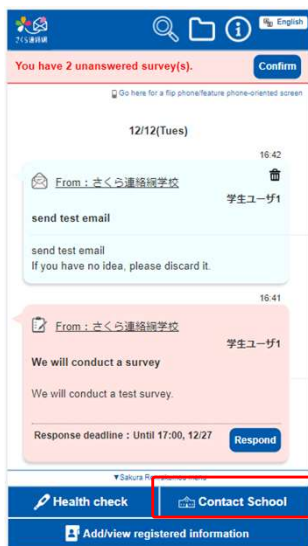 さくら連絡網
English
You have 2 unanswered survey(s).
Confirm
Go here for a flip phone/feature phone-oriented screen
12/12(Tues)
16:42
From：さくら連絡網学校
学生ユーザ1
send test email
send test email
If you have no idea, please discard it.
16:41
From：さくら連絡網学校
学生ユーザ1
We will conduct a survey
We will conduct a test survey.
Response deadline：Until 17:00, 12/27
Respond
▼Sakura
Health check
Contact School
Add/view registered information